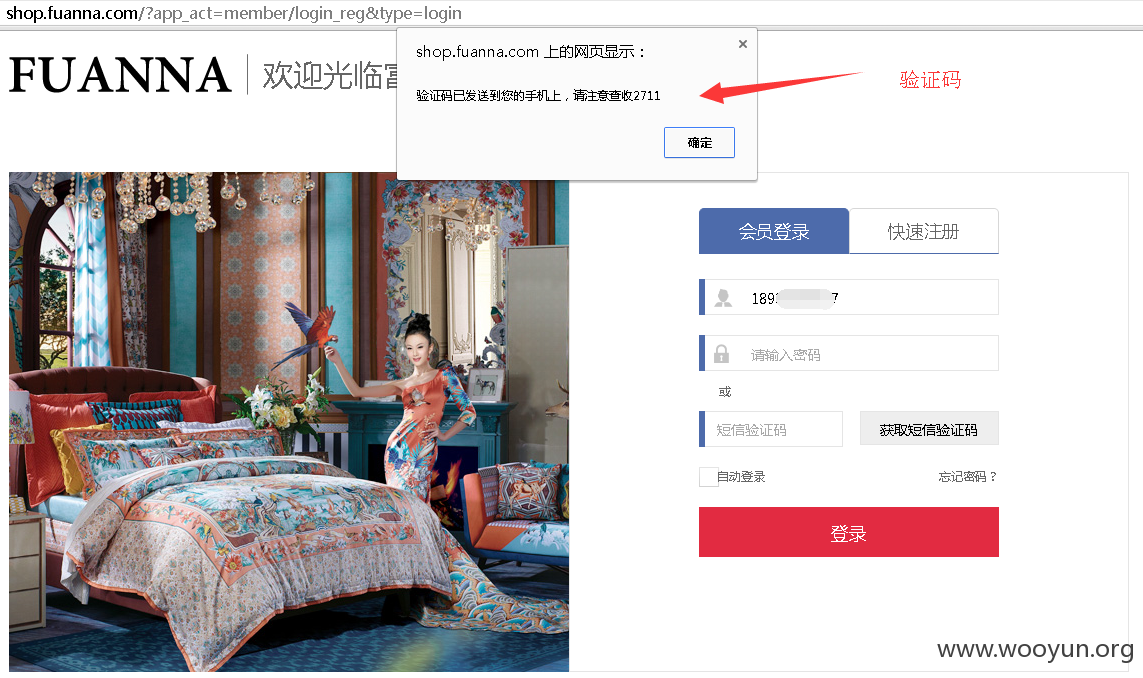 shop.fuanna.com/?app_act=member/login_reg&type=login
shop.fuanna.com 上的网页显示：
验证码已发送到您的手机上，请注意查收2711
确定
验证码
FUANNA
欢迎光临
会员登录
快速注册
189 7
请输入密码
或
短信验证码
获取短信验证码
自动登录
忘记密码？
登录
www.wooyun.org